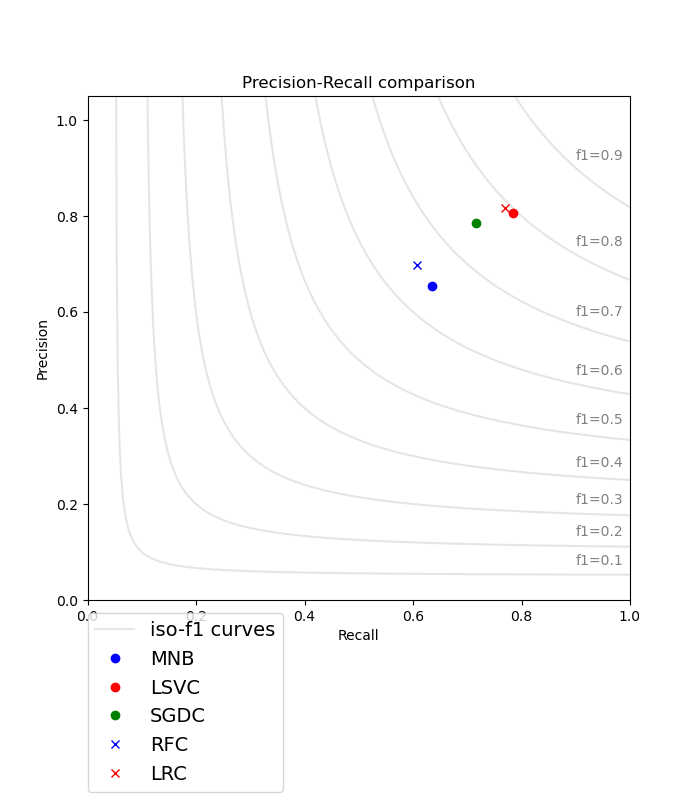 Precision-Recall comparison
1.0
0.8
0.6
0.4
0.2
0.0
Precision
f1=0.9
f1=0.8
f1=0.7
f1=0.6
f1=0.5
f1=0.4
f1=0.3
f1=0.2
f1=0.1
0.0 0.2 0.4 0.6 0.8 1.0
Recall
iso-f1 curves
MNB
LSVC
SGDC
RFC
LRC